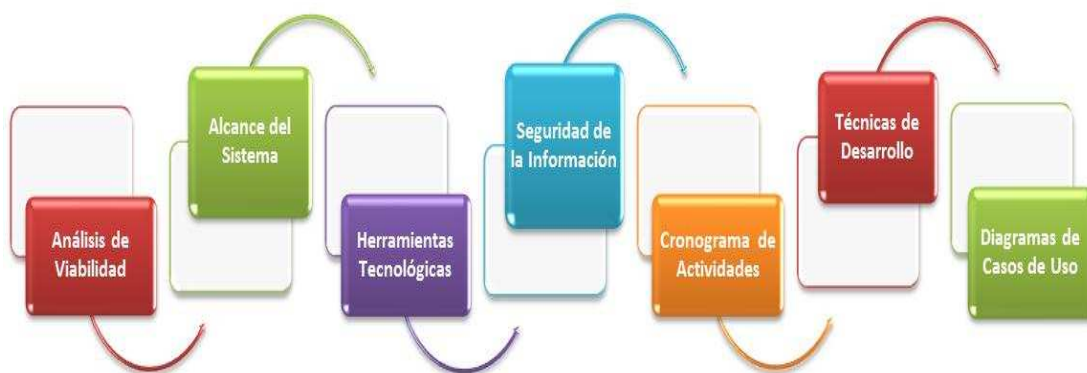 Análisis de
Viabilidad
Alcance del
Sistema
Herramientas
Tecnológicas
Seguridad de
la Información
Cronograma de
Actividades
Técnicas de
Desarrollo
Diagramas de
Casos de Uso